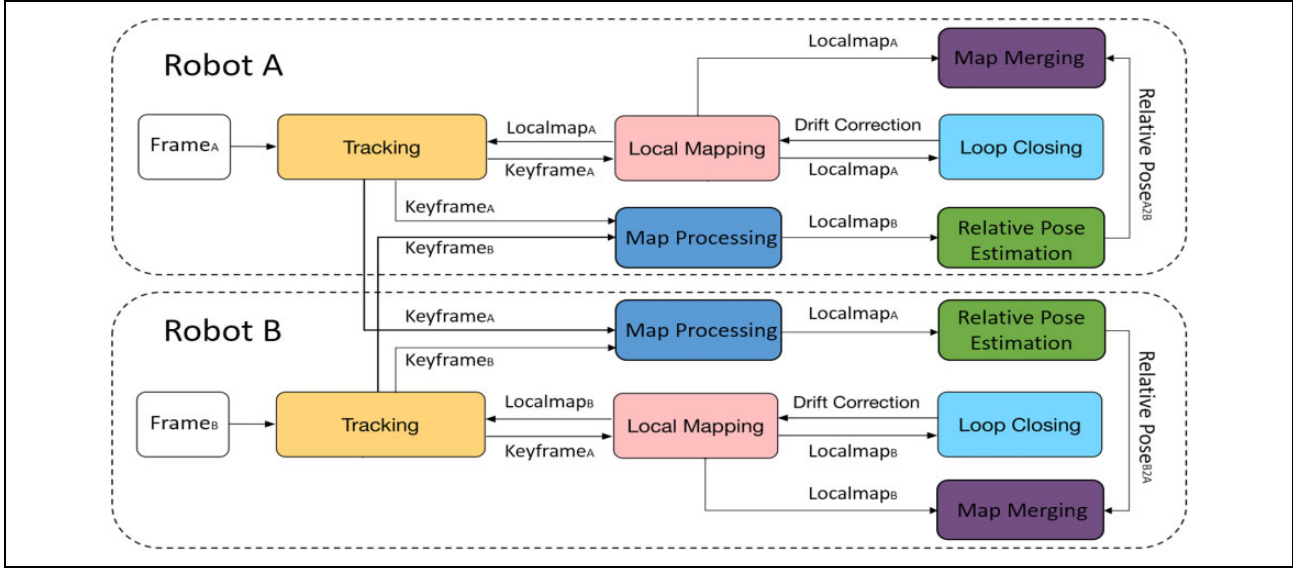 Robot A
LocalmapA
Map Merging
FrameA
Tracking
LocalmapA
KeyframeA
Local Mapping
Drift Correction
LocalmapA
Loop Closing
Relative PoseA2B
KeyframeA
KeyframeB
Map Processing
LocalmapB
Relative Pose
Estimation
Robot B
KeyframeA
KeyframeB
Map Processing
LocalmapA
Relative Pose
Estimation
FrameB
Tracking
LocalmapB
KeyframeA
Local Mapping
Drift Correction
LocalmapB
Loop Closing
Relative PoseB2A
LocalmapB
Map Merging